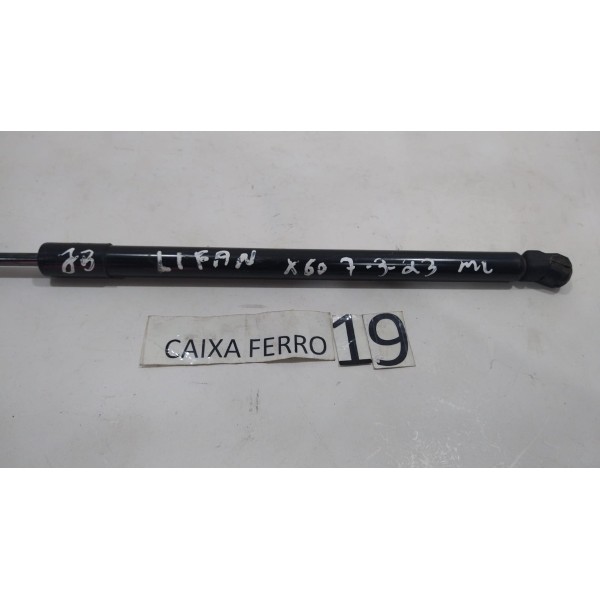 JB LIFAN X60 7-3-23 ML
CAIXA FERRO 19